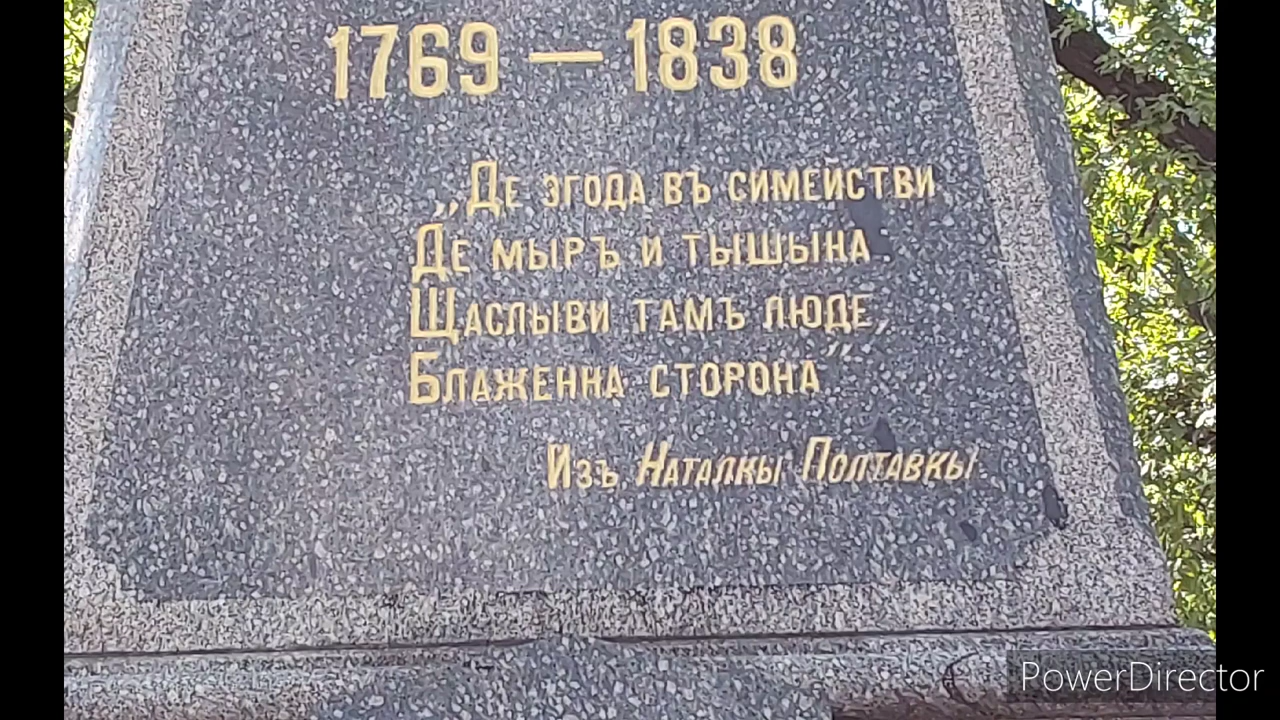 1769 — 1838
„Де згода въ симействи
Де мыръ и тышына
Щаслыви тамъ люде,
Блаженна сторона”
Изъ Наталкы Полтавкы
PowerDirector